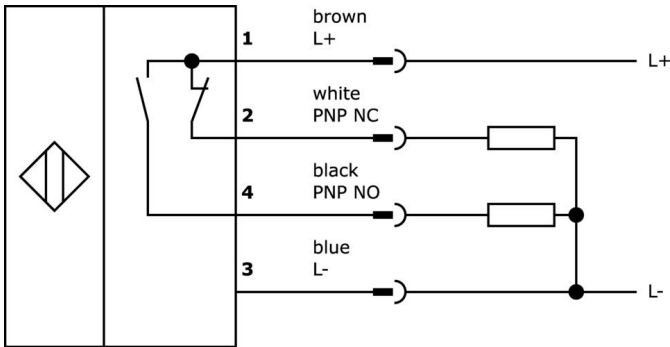 brown
1 L+
L+
white
2 PNP NC
black
4 PNP NO
blue
3 L-
L-